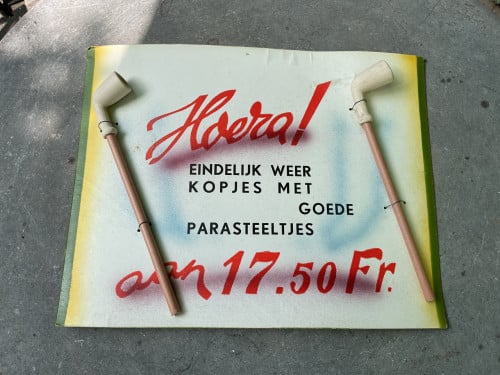 Hoera!
EINDELIJK WEER
KOPJES MET
GOEDE
PARASTEELTJES
aan 17.50 Fr.